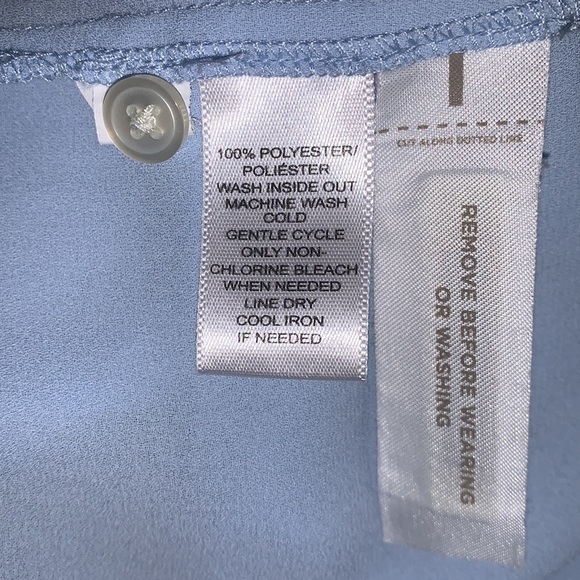 100% POLYESTER/
POLIÉSTER
WASH INSIDE OUT
MACHINE WASH
COLD
GENTLE CYCLE
ONLY NON-
CHLORINE BLEACH
WHEN NEEDED
LINE DRY
COOL IRON
IF NEEDED
CUT ALONG DOTTED LINE
REMOVE BEFORE WEARING
OR WASHING